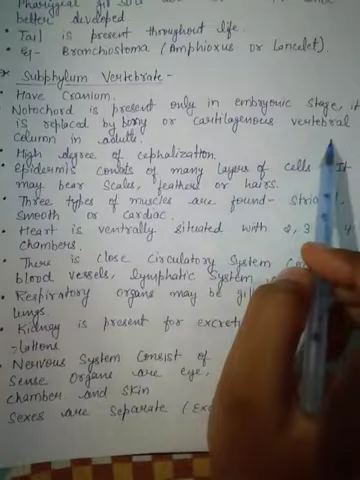 Pharyngeal gill
better developed
• Tail is present throughout life.
• Eg- Branchiostoma (Amphioxus or Lancelet).
* Subphylum Vertebrate -
• Have Cranium.
• Notochord is present only in embryonic stage, it
is replaced by bony or cartilagenous vertebral
column in adults.
• High degree of cephalization.
• Epidermis consists of many layers of cells. It
may bear scales, feathers or hairs.
• Three types of muscles are found-
smooth or cardiac.
• Heart is ventrally situated with 2, 3 4
chambers.
• There is close Circulatory System
blood vessels, lymphatic System
• Respiratory organs may be
lungs.
• Kidney is present for
• Nervous System Consist of
Sense organs are eye,
chamber and skin
Sexes are separate